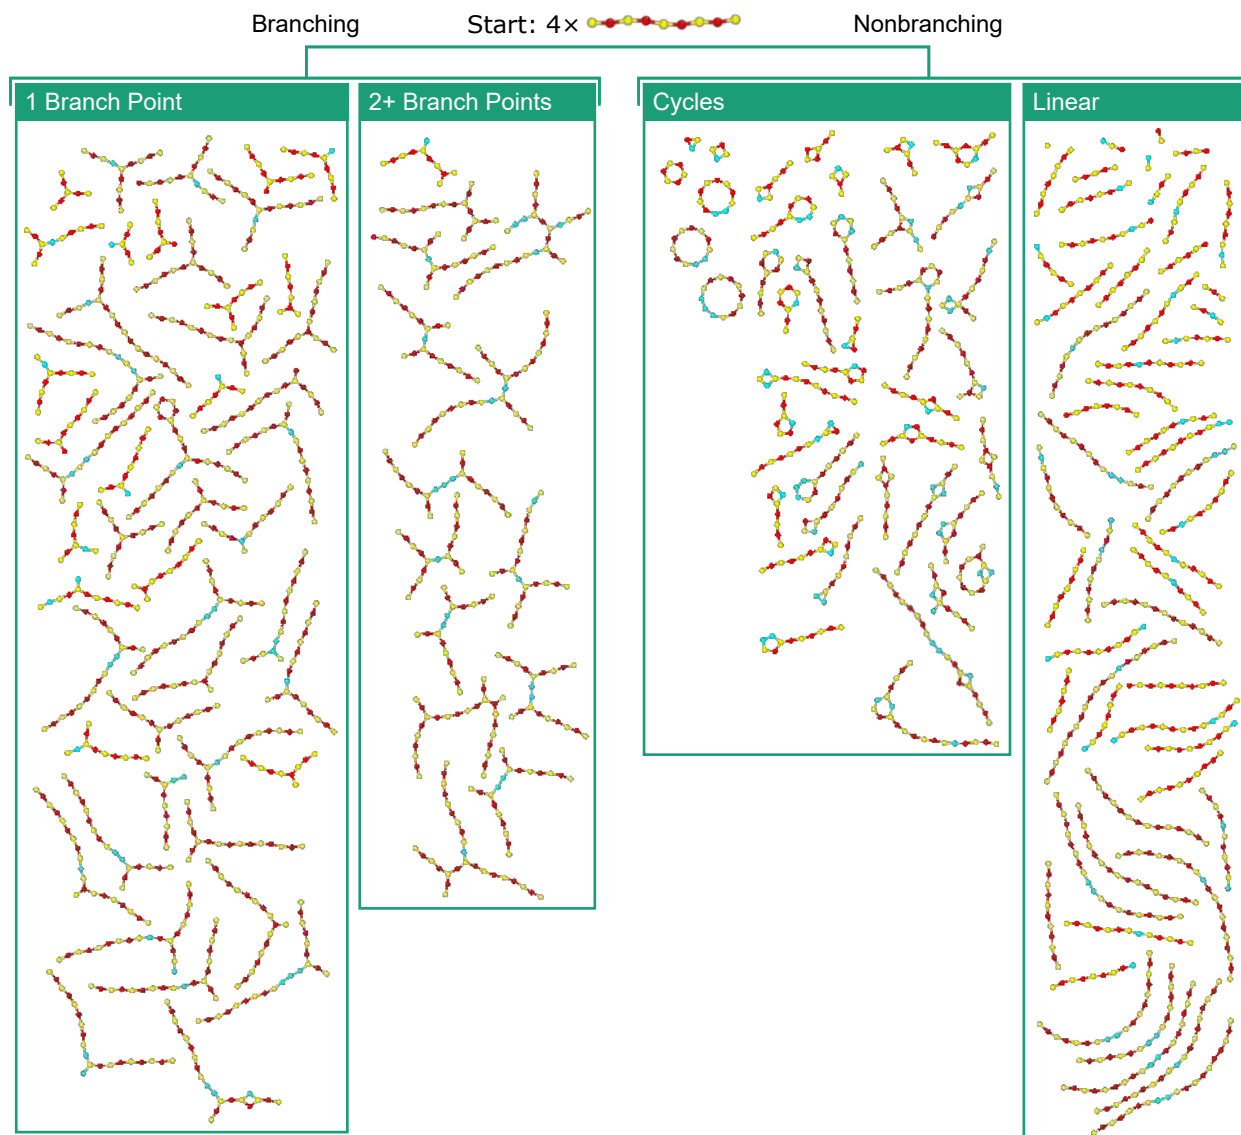 Branching
Start: 4×
Nonbranching
1 Branch Point
2+ Branch Points
Cycles
Linear